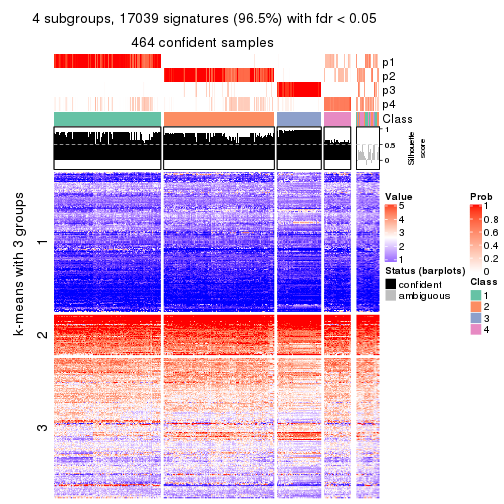 4 subgroups, 17039 signatures (96.5%) with fdr < 0.05
464 confident samples
p1
p2
p3
p4
Class
1
0.5
0
Silhouette
score
k-means with 3 groups
1
2
3
Value
5
4
3
2
1
Status (barplots)
confident
ambiguous
Prob
1
0.8
0.6
0.4
0.2
0
Class
1
2
3
4